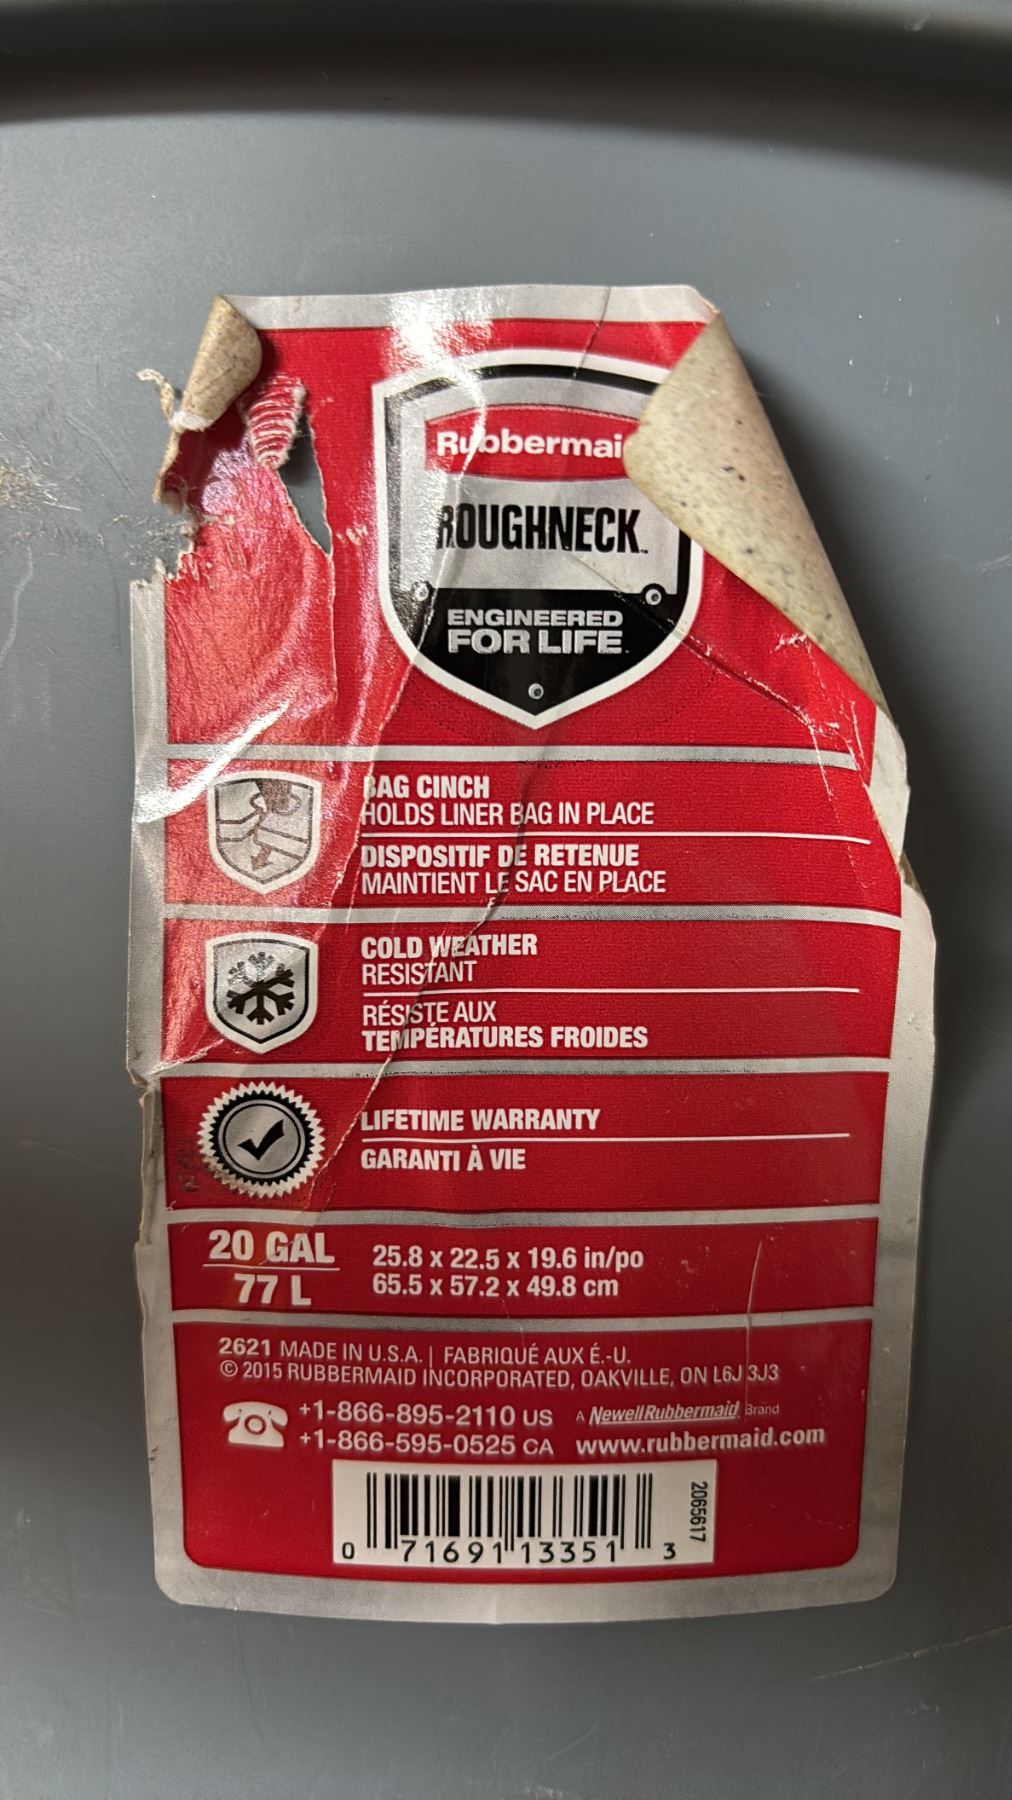 Rubbermai
ROUGHNECK™
ENGINEERED
FOR LIFE™
BAG CINCH
HOLDS LINER BAG IN PLACE
DISPOSITIF DE RETENUE
MAINTIENT LE SAC EN PLACE
COLD WEATHER
RESISTANT
RÉSISTE AUX
TEMPÉRATURES FROIDES
LIFETIME WARRANTY
GARANTI À VIE
20 GAL
77 L
25.8 x 22.5 x 19.6 in/po
65.5 x 57.2 x 49.8 cm
2621 MADE IN U.S.A. | FABRIQUÉ AUX É.-U.
© 2015 RUBBERMAID INCORPORATED, OAKVILLE, ON L6J 3J3
+1-866-895-2110 US
+1-866-595-0525 CA
A NewellRubbermaid Brand
www.rubbermaid.com
2065617
0 71691 13351 3